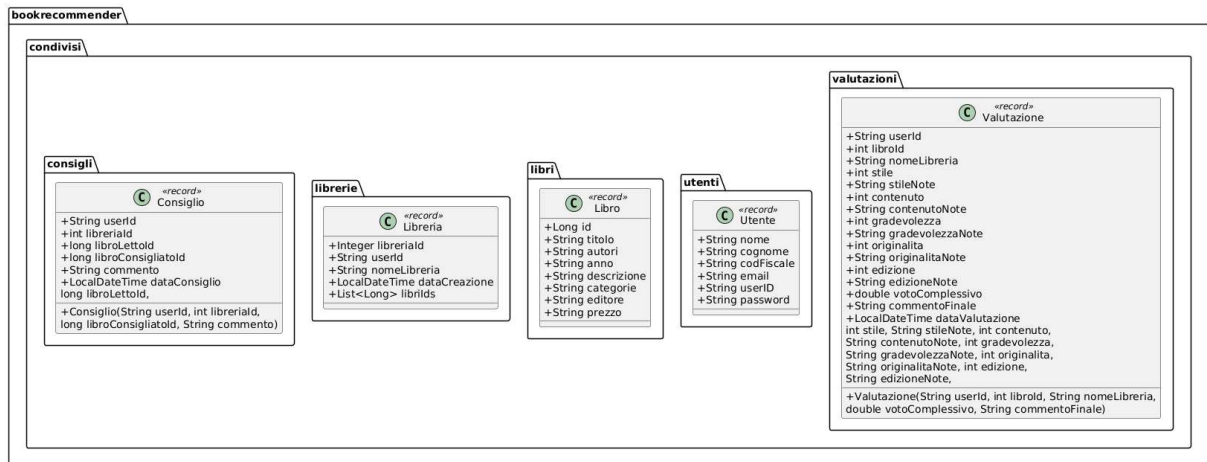 bookrecommender
condivisi
consigli
C «record» Consiglio
+String userId
+int libreriaId
+long libroLettoId
+long libroConsigliatoId
+String commento
+LocalDateTime dataConsiglio
long libroLettoId,
+Consiglio(String userId, int libreriaId,
long libroConsigliatoId, String commento)
librerie
C «record» Libreria
+Integer libreriaId
+String userId
+String nomeLibreria
+LocalDateTime dataCreazione
+List<Long> libriIds
libri
C «record» Libro
+Long id
+String titolo
+String autori
+String anno
+String descrizione
+String categorie
+String editore
+String prezzo
utenti
C «record» Utente
+String nome
+String cognome
+String codFiscale
+String email
+String userID
+String password
valutazioni
C «record» Valutazione
+String userId
+int libroId
+String nomeLibreria
+int stile
+String stileNote
+int contenuto
+String contenutoNote
+int gradevolezza
+String gradevolezzaNote
+int originalita
+String originalitaNote
+int edizione
+String edizioneNote
+double votoComplessivo
+String commentoFinale
+LocalDateTime dataValutazione
int stile, String stileNote, int contenuto,
String contenutoNote, int gradevolezza,
String gradevolezzaNote, int originalita,
String originalitaNote, int edizione,
String edizioneNote,
+Valutazione(String userId, int libroId, String nomeLibreria,
double votoComplessivo, String commentoFinale)